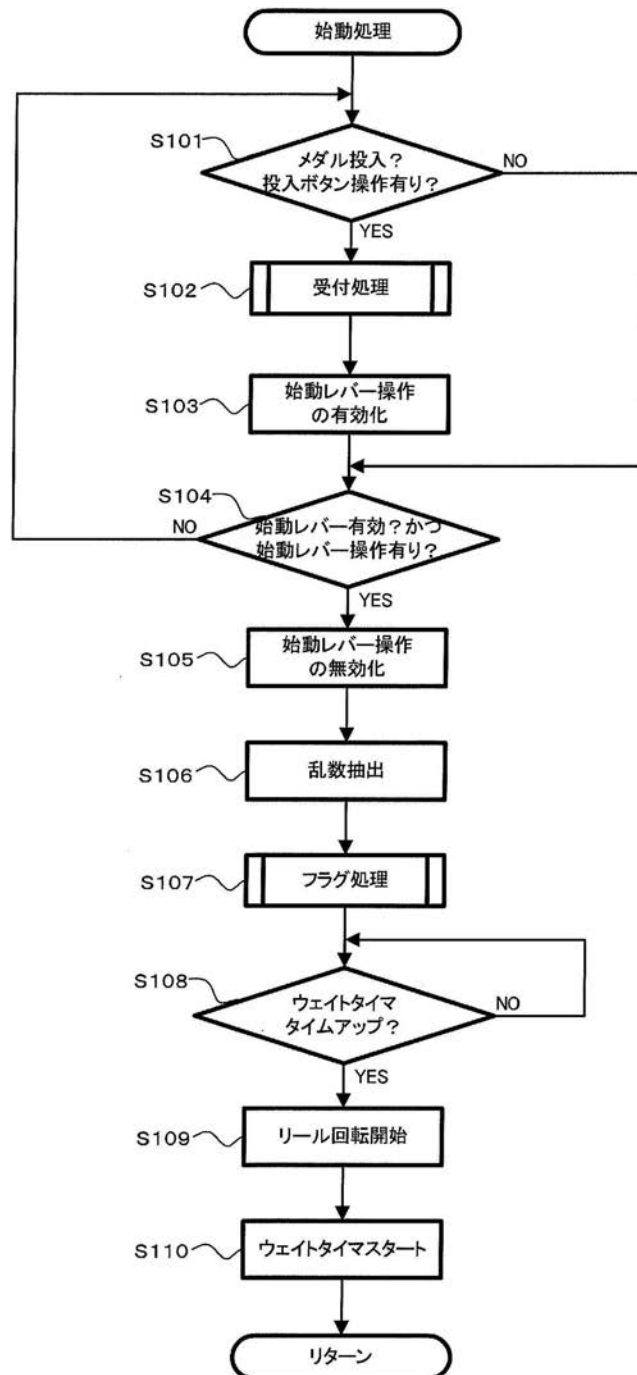 始動処理
S101
メダル投入?
投入ボタン操作有り?
NO
YES
S102
受付処理
S103
始動レバー操作
の有効化
S104
NO
始動レバー有効?かつ
始動レバー操作有り?
YES
S105
始動レバー操作
の無効化
S106
乱数抽出
S107
フラグ処理
S108
ウェイトタイマ
タイムアップ?
NO
YES
S109
リール回転開始
S110
ウェイトタイマスタート
リターン